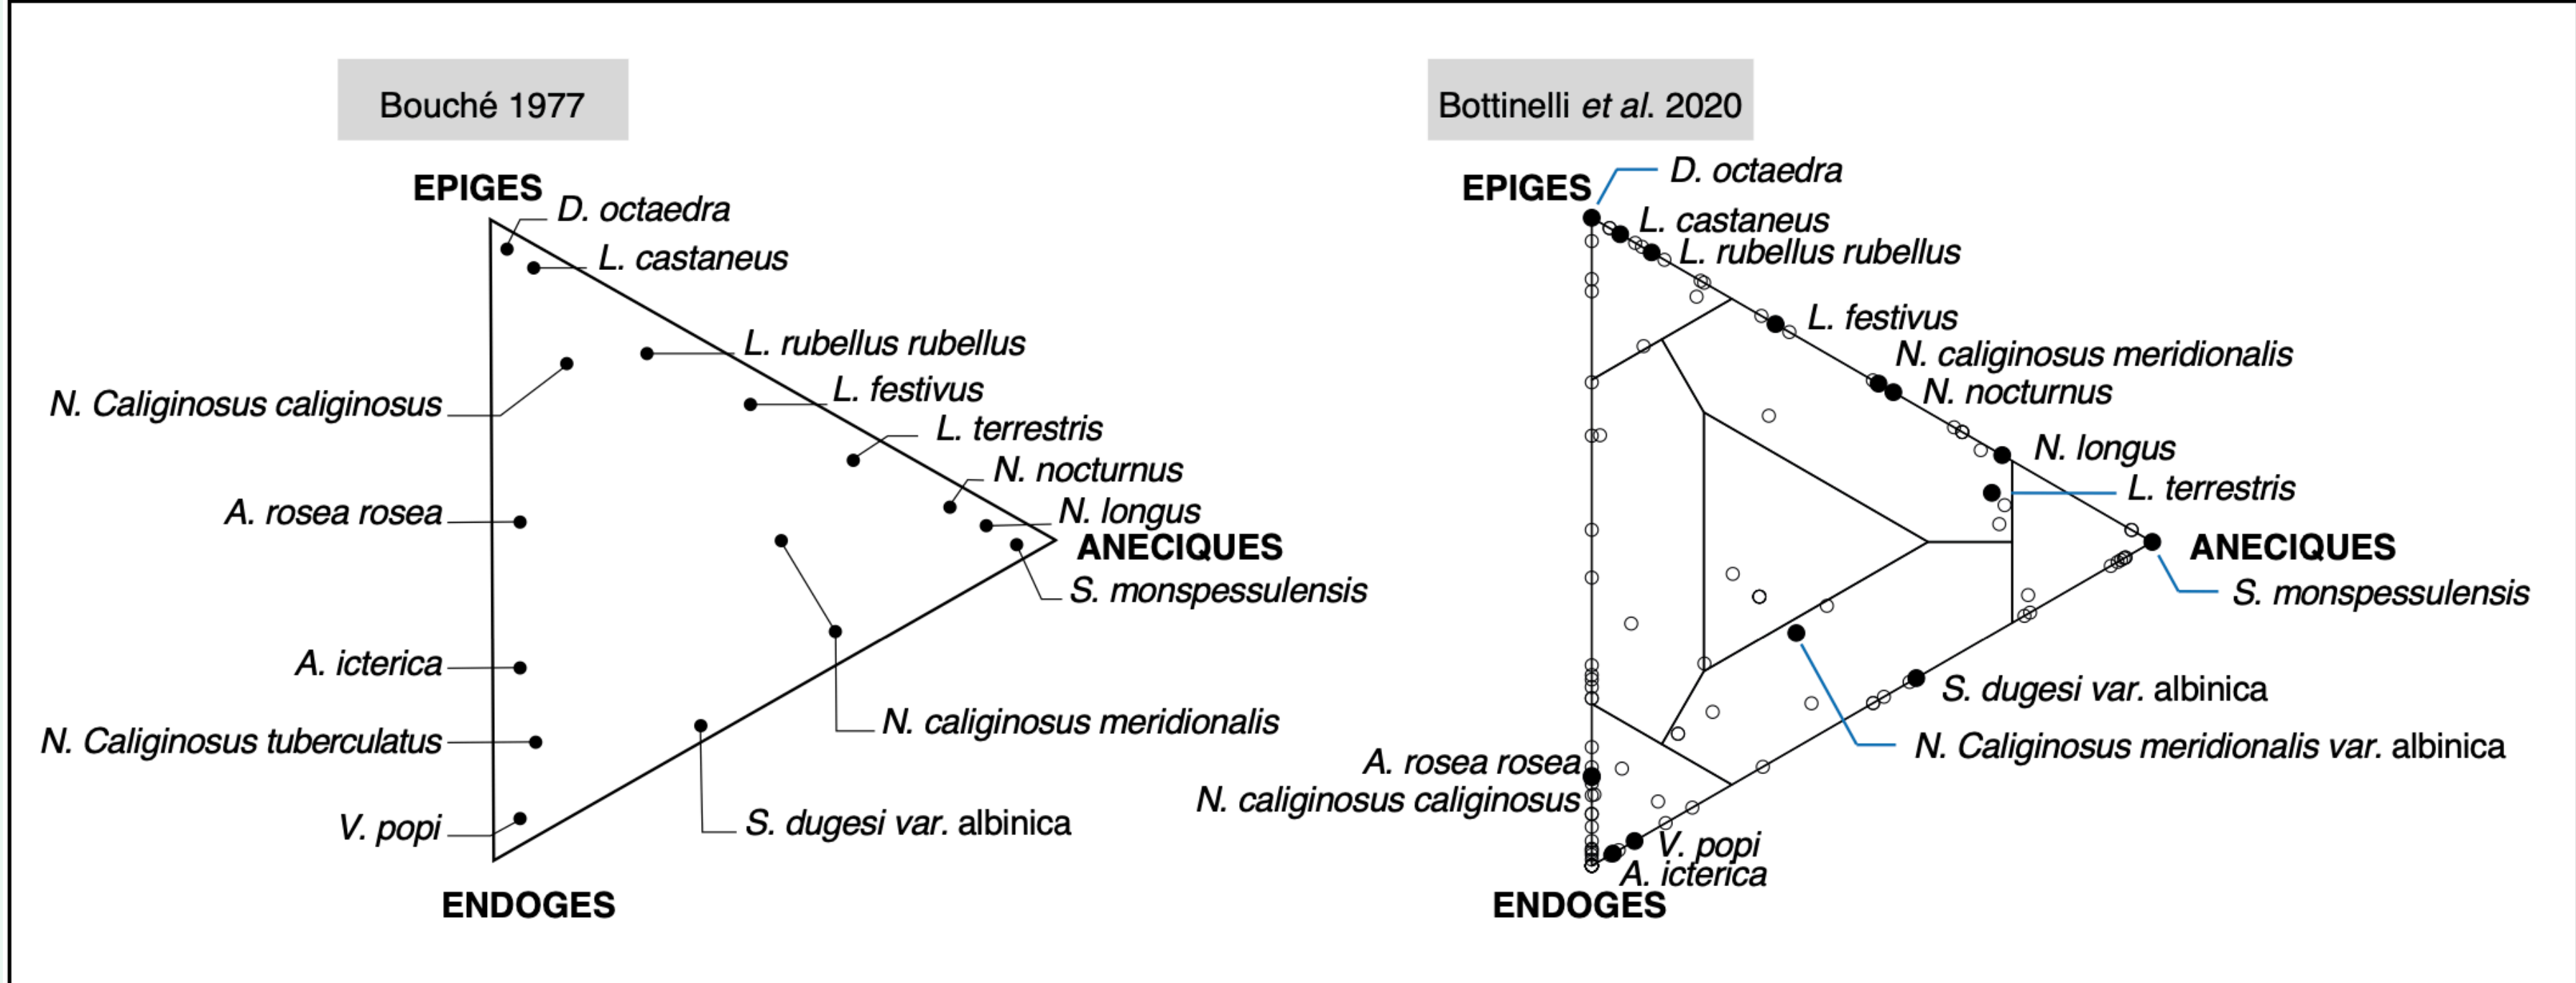 Bouché 1977
EPIGES
D. octaedra
L. castaneus
L. rubellus rubellus
L. festivus
N. Caliginosus caliginosus
L. terrestris
N. nocturnus
A. rosea rosea
N. longus
ANECIQUES
S. monspessulensis
A. icterica
N. caliginosus meridionalis
N. Caliginosus tuberculatus
V. popi
S. dugesi var. albinica
ENDOGES
Bottinelli et al. 2020
D. octaedra
EPIGES
L. castaneus
L. rubellus rubellus
L. festivus
N. caliginosus meridionalis
N. nocturnus
N. longus
L. terrestris
ANECIQUES
S. monspessulensis
S. dugesi var. albinica
N. Caliginosus meridionalis var. albinica
A. rosea rosea
N. caliginosus caliginosus
V. popi
A. icterica
ENDOGES